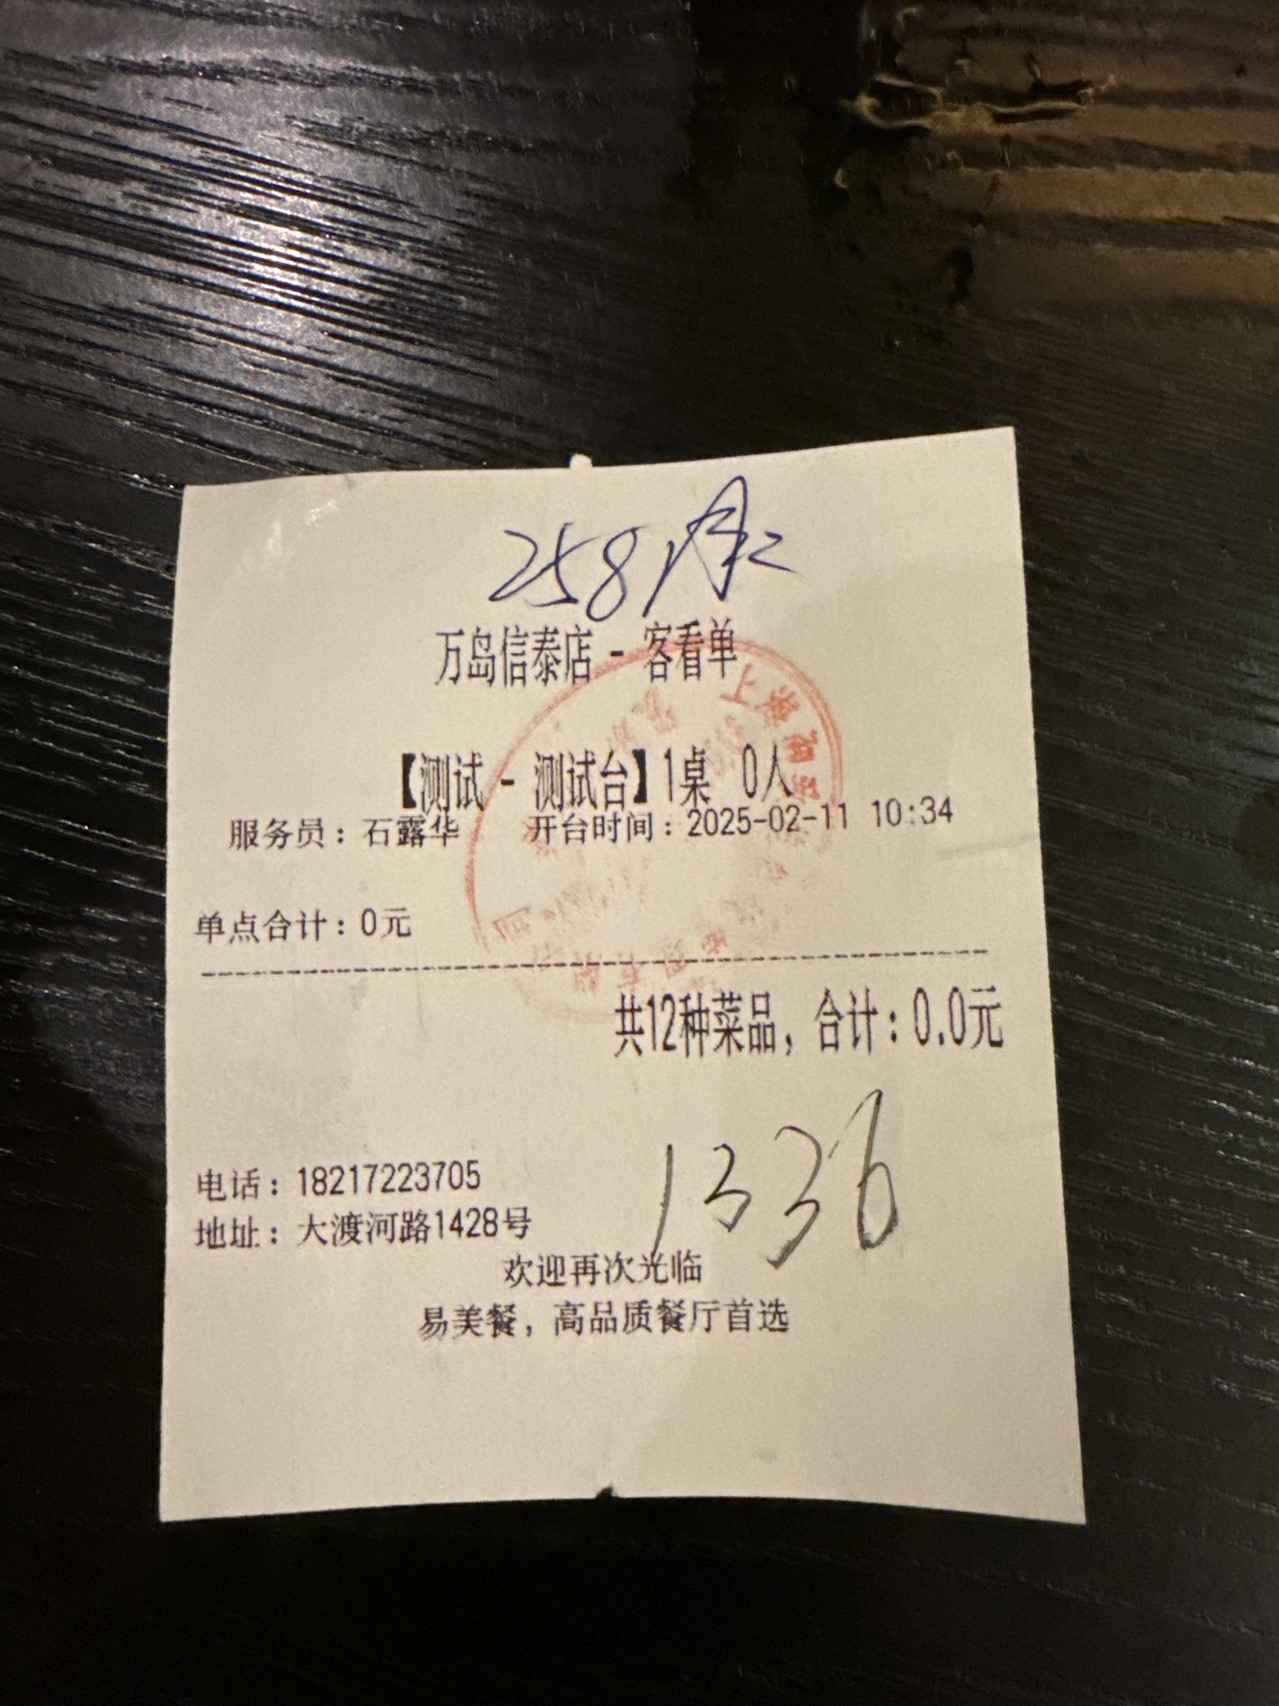 258
万岛信泰店 - 客看单
【测试 - 测试台】1桌 0人
服务员：石露华 开台时间：2025-02-11 10:34
单点合计：0元
共12种菜品，合计：0.0元
1336
电话：18217223705
地址：大渡河路1428号
欢迎再次光临
易美餐，高品质餐厅首选